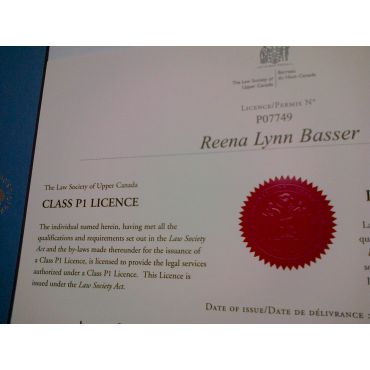 The Law Society of Barreau
Upper Canada du Haut-Canada
LICENCE/PERMIS N°
P07749
Reena Lynn Basser
The Law Society of Upper Canada
CLASS P1 LICENCE
The individual named herein, having met all the
qualifications and requirements set out in the Law Society
Act and the by-laws made thereunder for the issuance of
a Class P1 Licence, is licensed to provide the legal services
authorized under a Class P1 Licence. This Licence is
issued under the Law Society Act.
DATE OF ISSUE/DATE DE DÉLIVRANCE :